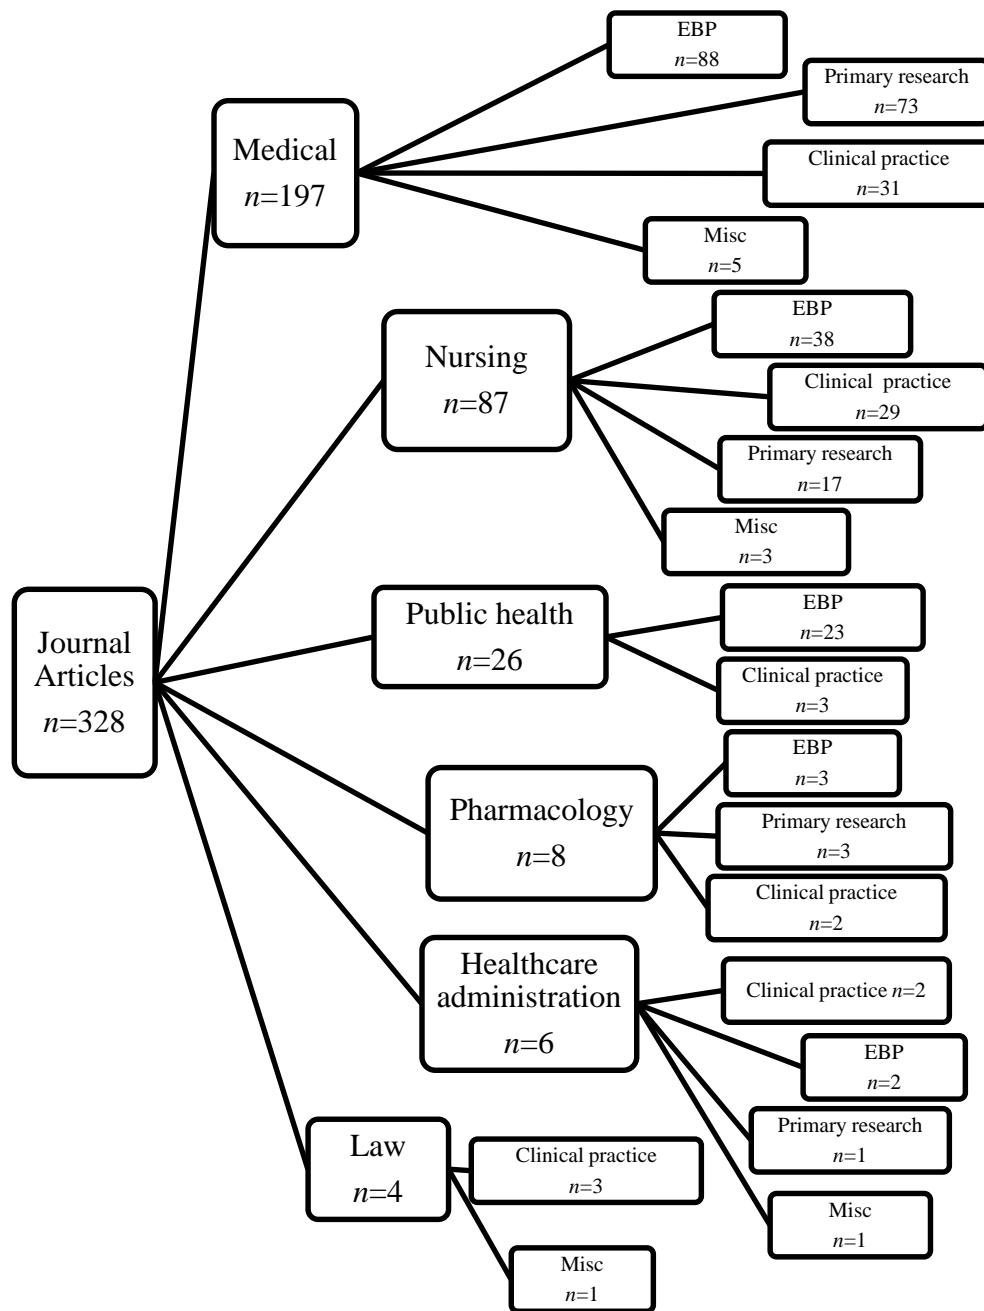 Journal
Articles
n=328
Medical
n=197
EBP
n=88
Primary research
n=73
Clinical practice
n=31
Misc
n=5
Nursing
n=87
EBP
n=38
Clinical  practice
n=29
Primary research
n=17
Misc
n=3
Public health
n=26
EBP
n=23
Clinical practice
n=3
Pharmacology
n=8
EBP
n=3
Primary research
n=3
Clinical practice
n=2
Healthcare
administration
n=6
Clinical practice n=2
EBP
n=2
Primary research
n=1
Misc
n=1
Law
n=4
Clinical practice
n=3
Misc
n=1